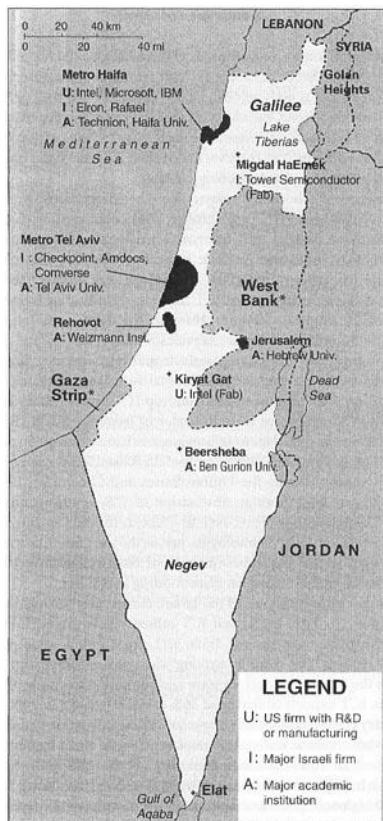 0 20 40 km
0 20 40 mi
LEBANON
SYRIA
Golan
Heights
Metro Haifa
U: Intel, Microsoft, IBM
I : Elron, Rafael
A: Technion, Haifa Univ.
Galilee
Lake
Tiberias
Mediterranean
Sea
Migdal HaEmek
I: Tower Semiconductor
(Fab)
Metro Tel Aviv
I : Checkpoint, Amdocs,
Comverse
A: Tel Aviv Univ.
West
Bank*
Rehovot
A: Weizmann Inst.
Jerusalem
A: Hebrew Univ.
Gaza
Strip*
Kiryat Gat
U: Intel (Fab)
Dead
Sea
Beersheba
A: Ben Gurion Univ.
JORDAN
Negev
EGYPT
LEGEND
U: US firm with R&D
or manufacturing
I: Major Israeli firm
A: Major academic
institution
Elat
Gulf of
Aqaba